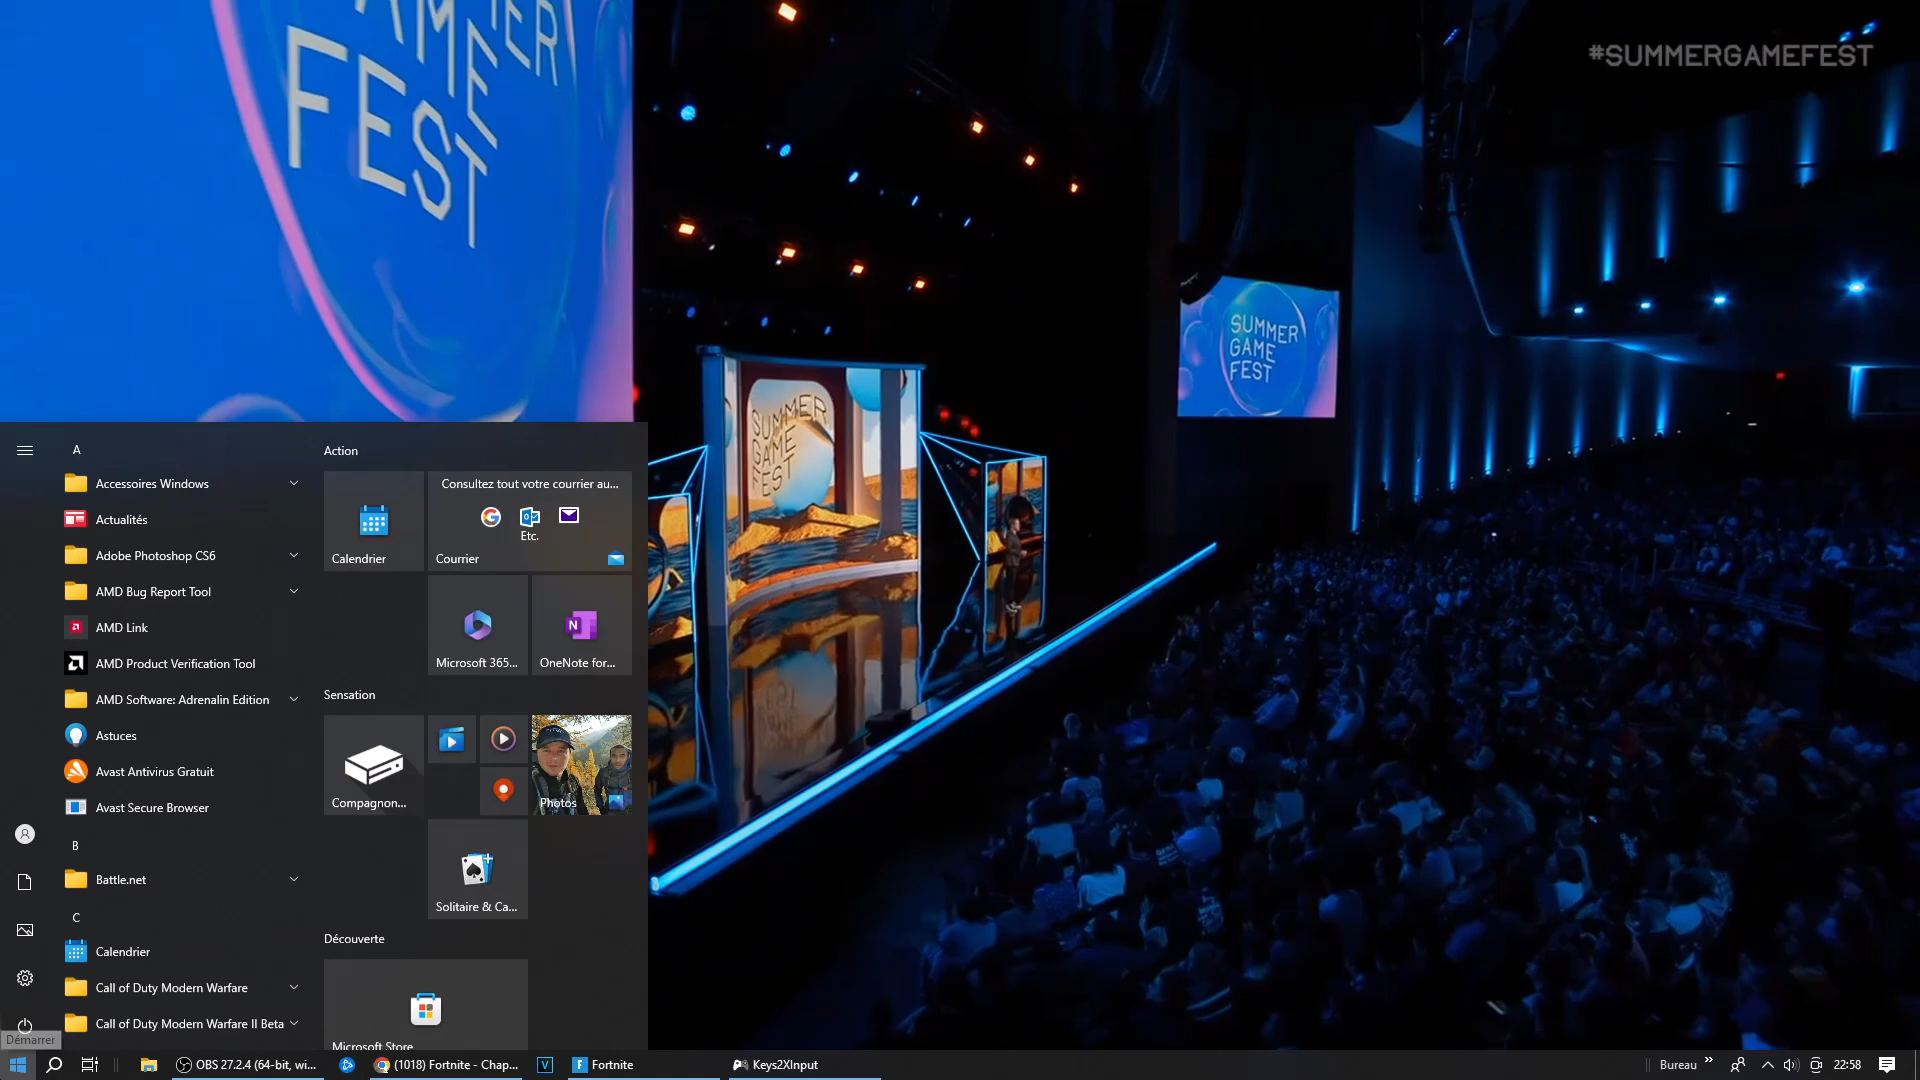 AMER
FEST
#SUMMERGAMEFEST
SUMMER
GAME
FEST
SUMMER
GAME
FEST
A
Accessoires Windows
Actualités
Adobe Photoshop CS6
AMD Bug Report Tool
AMD Link
AMD Product Verification Tool
AMD Software: Adrenalin Edition
Astuces
Avast Antivirus Gratuit
Avast Secure Browser
B
Battle.net
C
Calendrier
Call of Duty Modern Warfare
Call of Duty Modern Warfare II Beta
Démarrer
Action
Calendrier
Consultez tout votre courrier au...
Etc.
Courrier
Microsoft 365...
OneNote for...
Sensation
Compagnon...
Photos
Solitaire & Ca...
Découverte
Microsoft Store
OBS 27.2.4 (64-bit, wi...
(1018) Fortnite - Chap...
Fortnite
Keys2XInput
Bureau
22:58